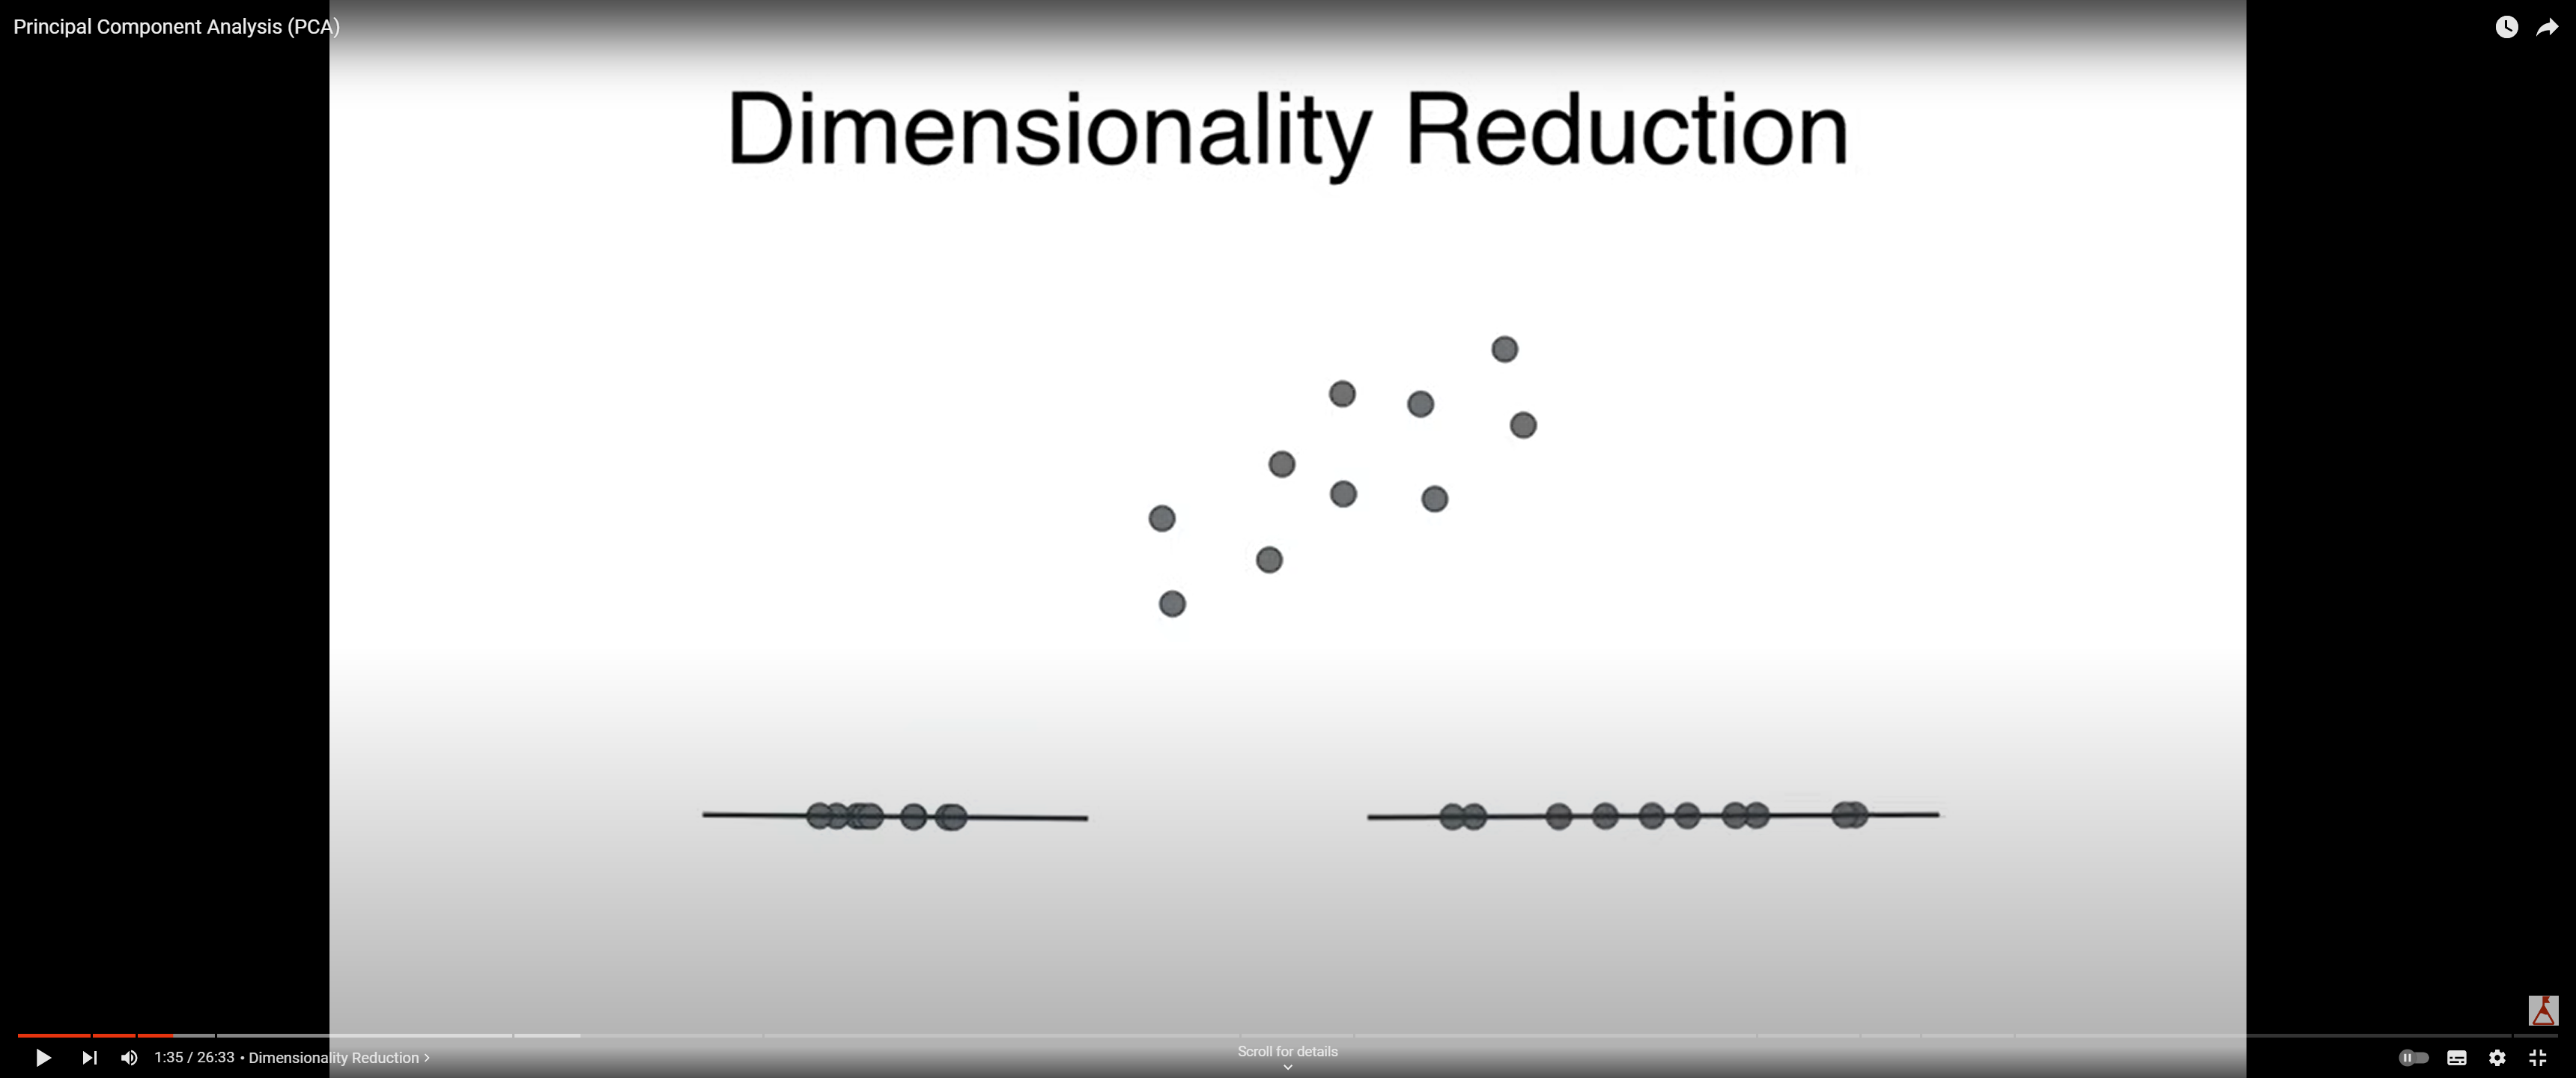 Principal Component Analysis (PCA)
Dimensionality Reduction
1:35 / 26:33 • Dimensionality Reduction
Scroll for details